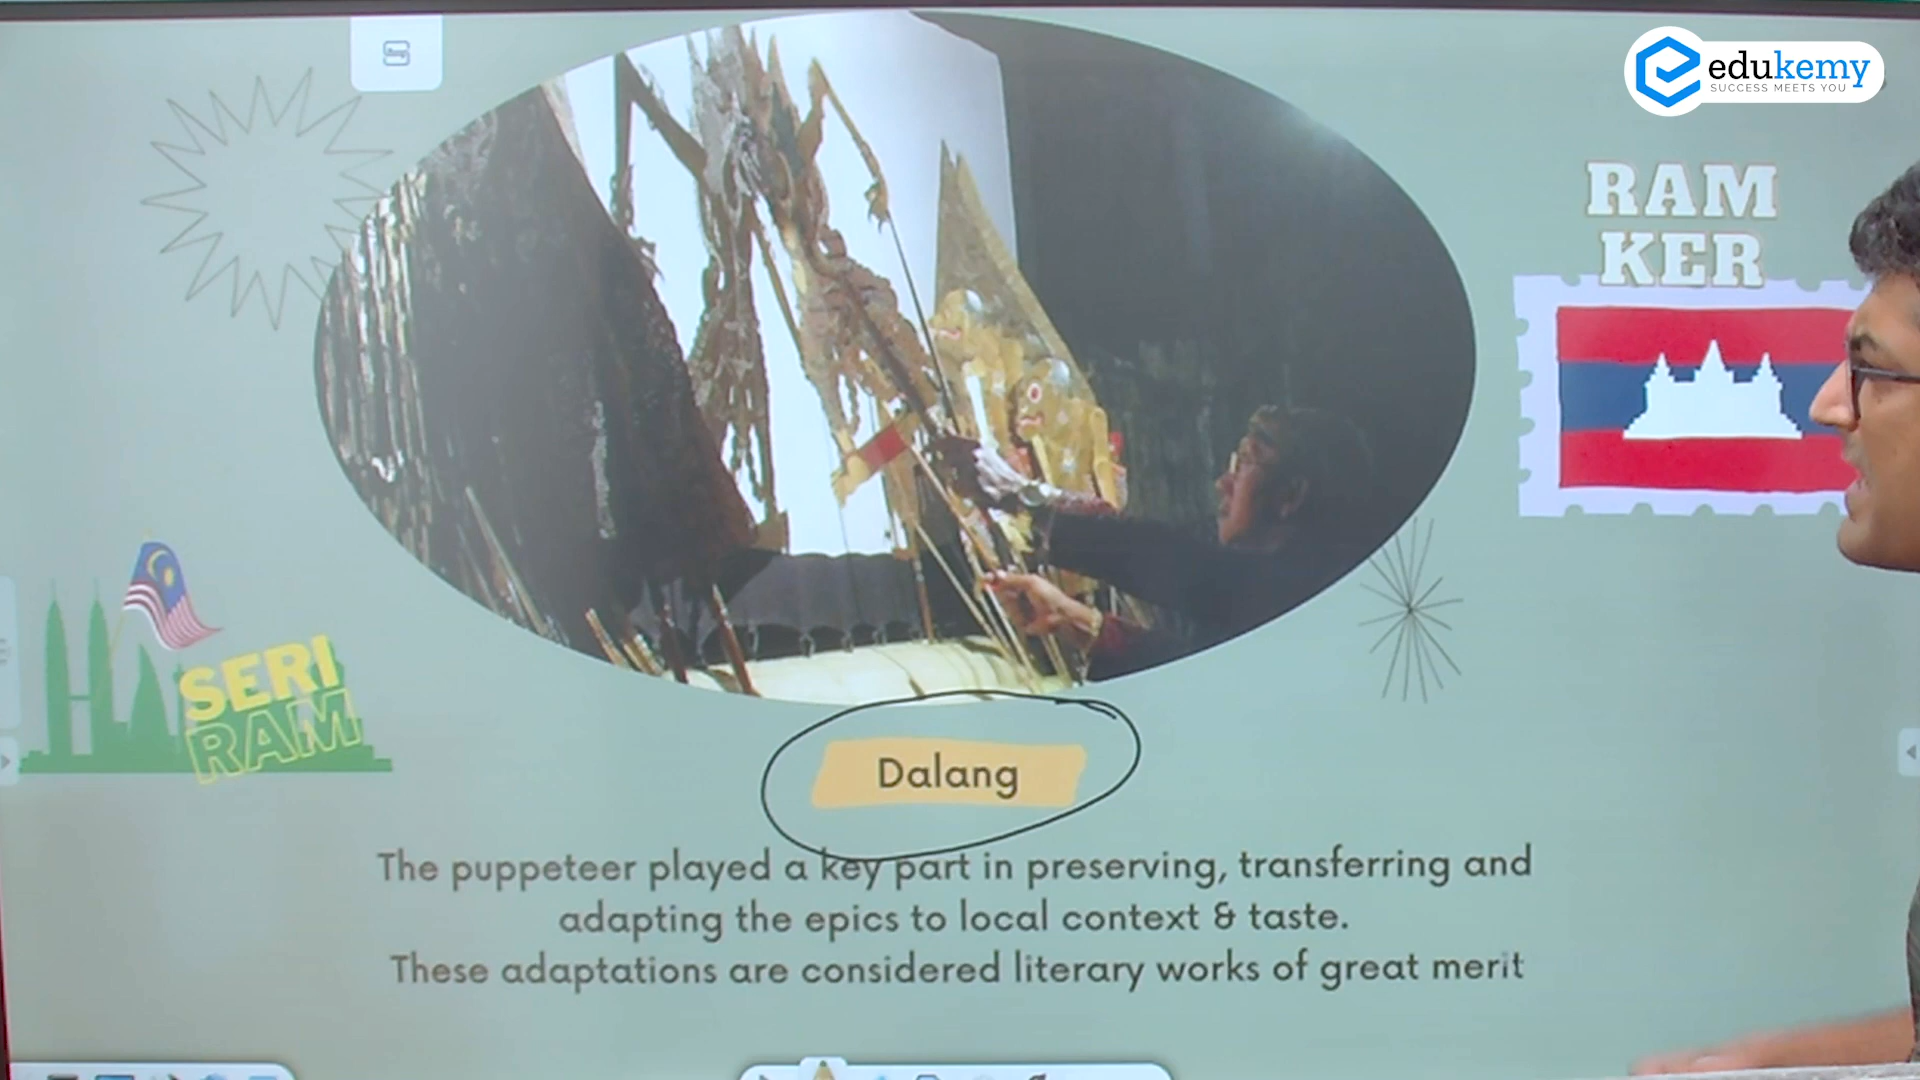 edukemy
SUCCESS MEETS YOU
RAM
KER
SERI
RAM
Dalang
The puppeteer played a key part in preserving, transferring and
adapting the epics to local context & taste.
These adaptations are considered literary works of great merit